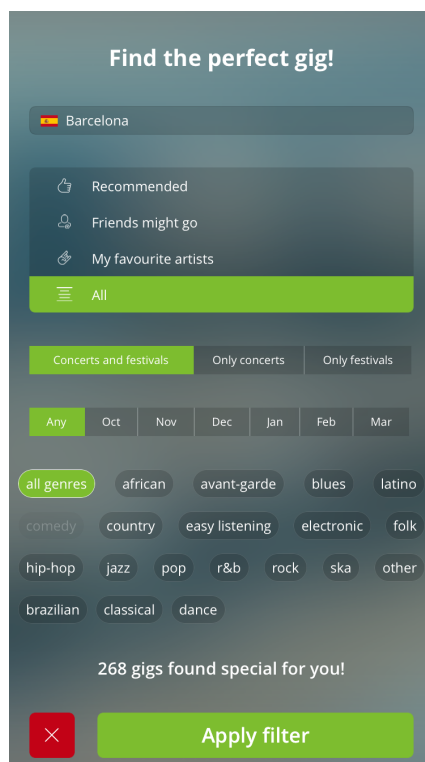 Find the perfect gig!
Barcelona
Recommended
Friends might go
My favourite artists
All
Concerts and festivals Only concerts Only festivals
Any Oct Nov Dec Jan Feb Mar
all genres african avant-garde blues latino
comedy country easy listening electronic folk
hip-hop jazz pop r&b rock ska other
brazilian classical dance
268 gigs found special for you!
Apply filter